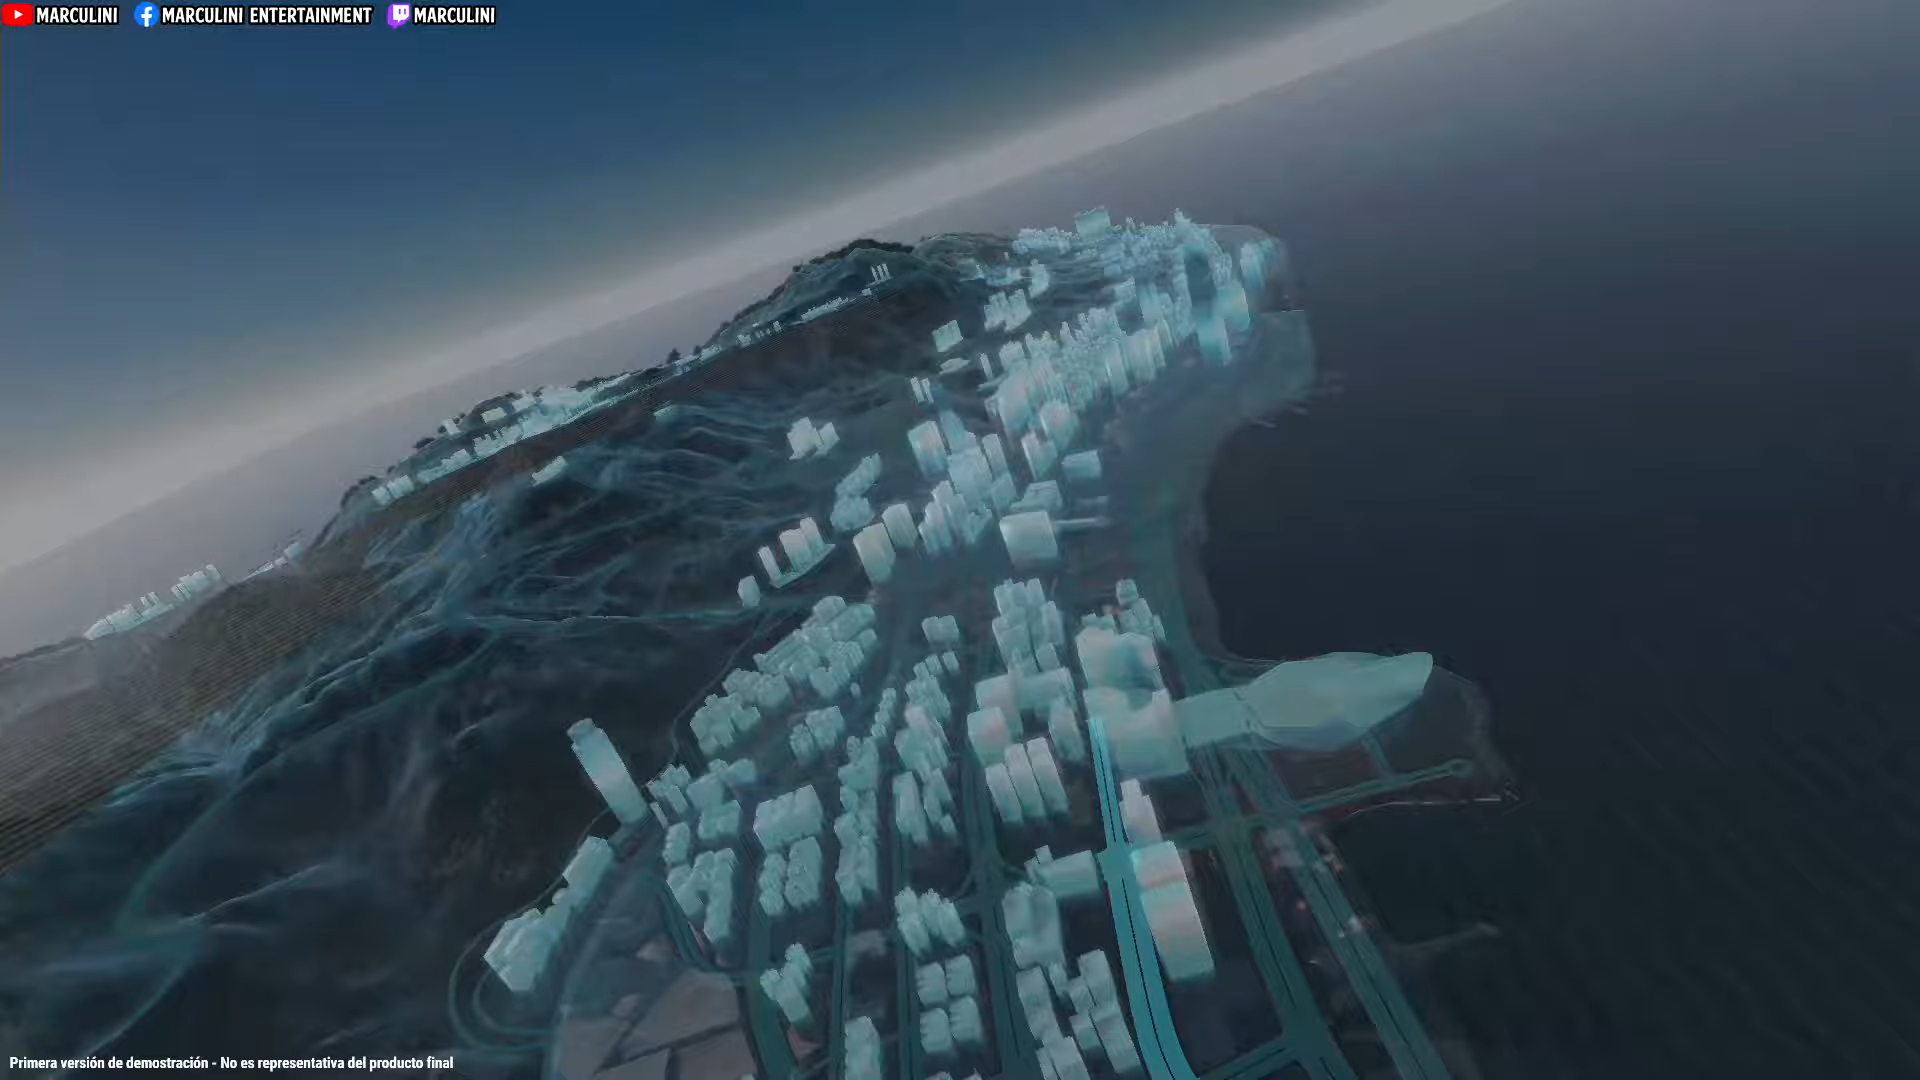 MARCULINI MARCULINI ENTERTAINMENT MARCULINI
Primera versión de demostración - No es representativa del producto final